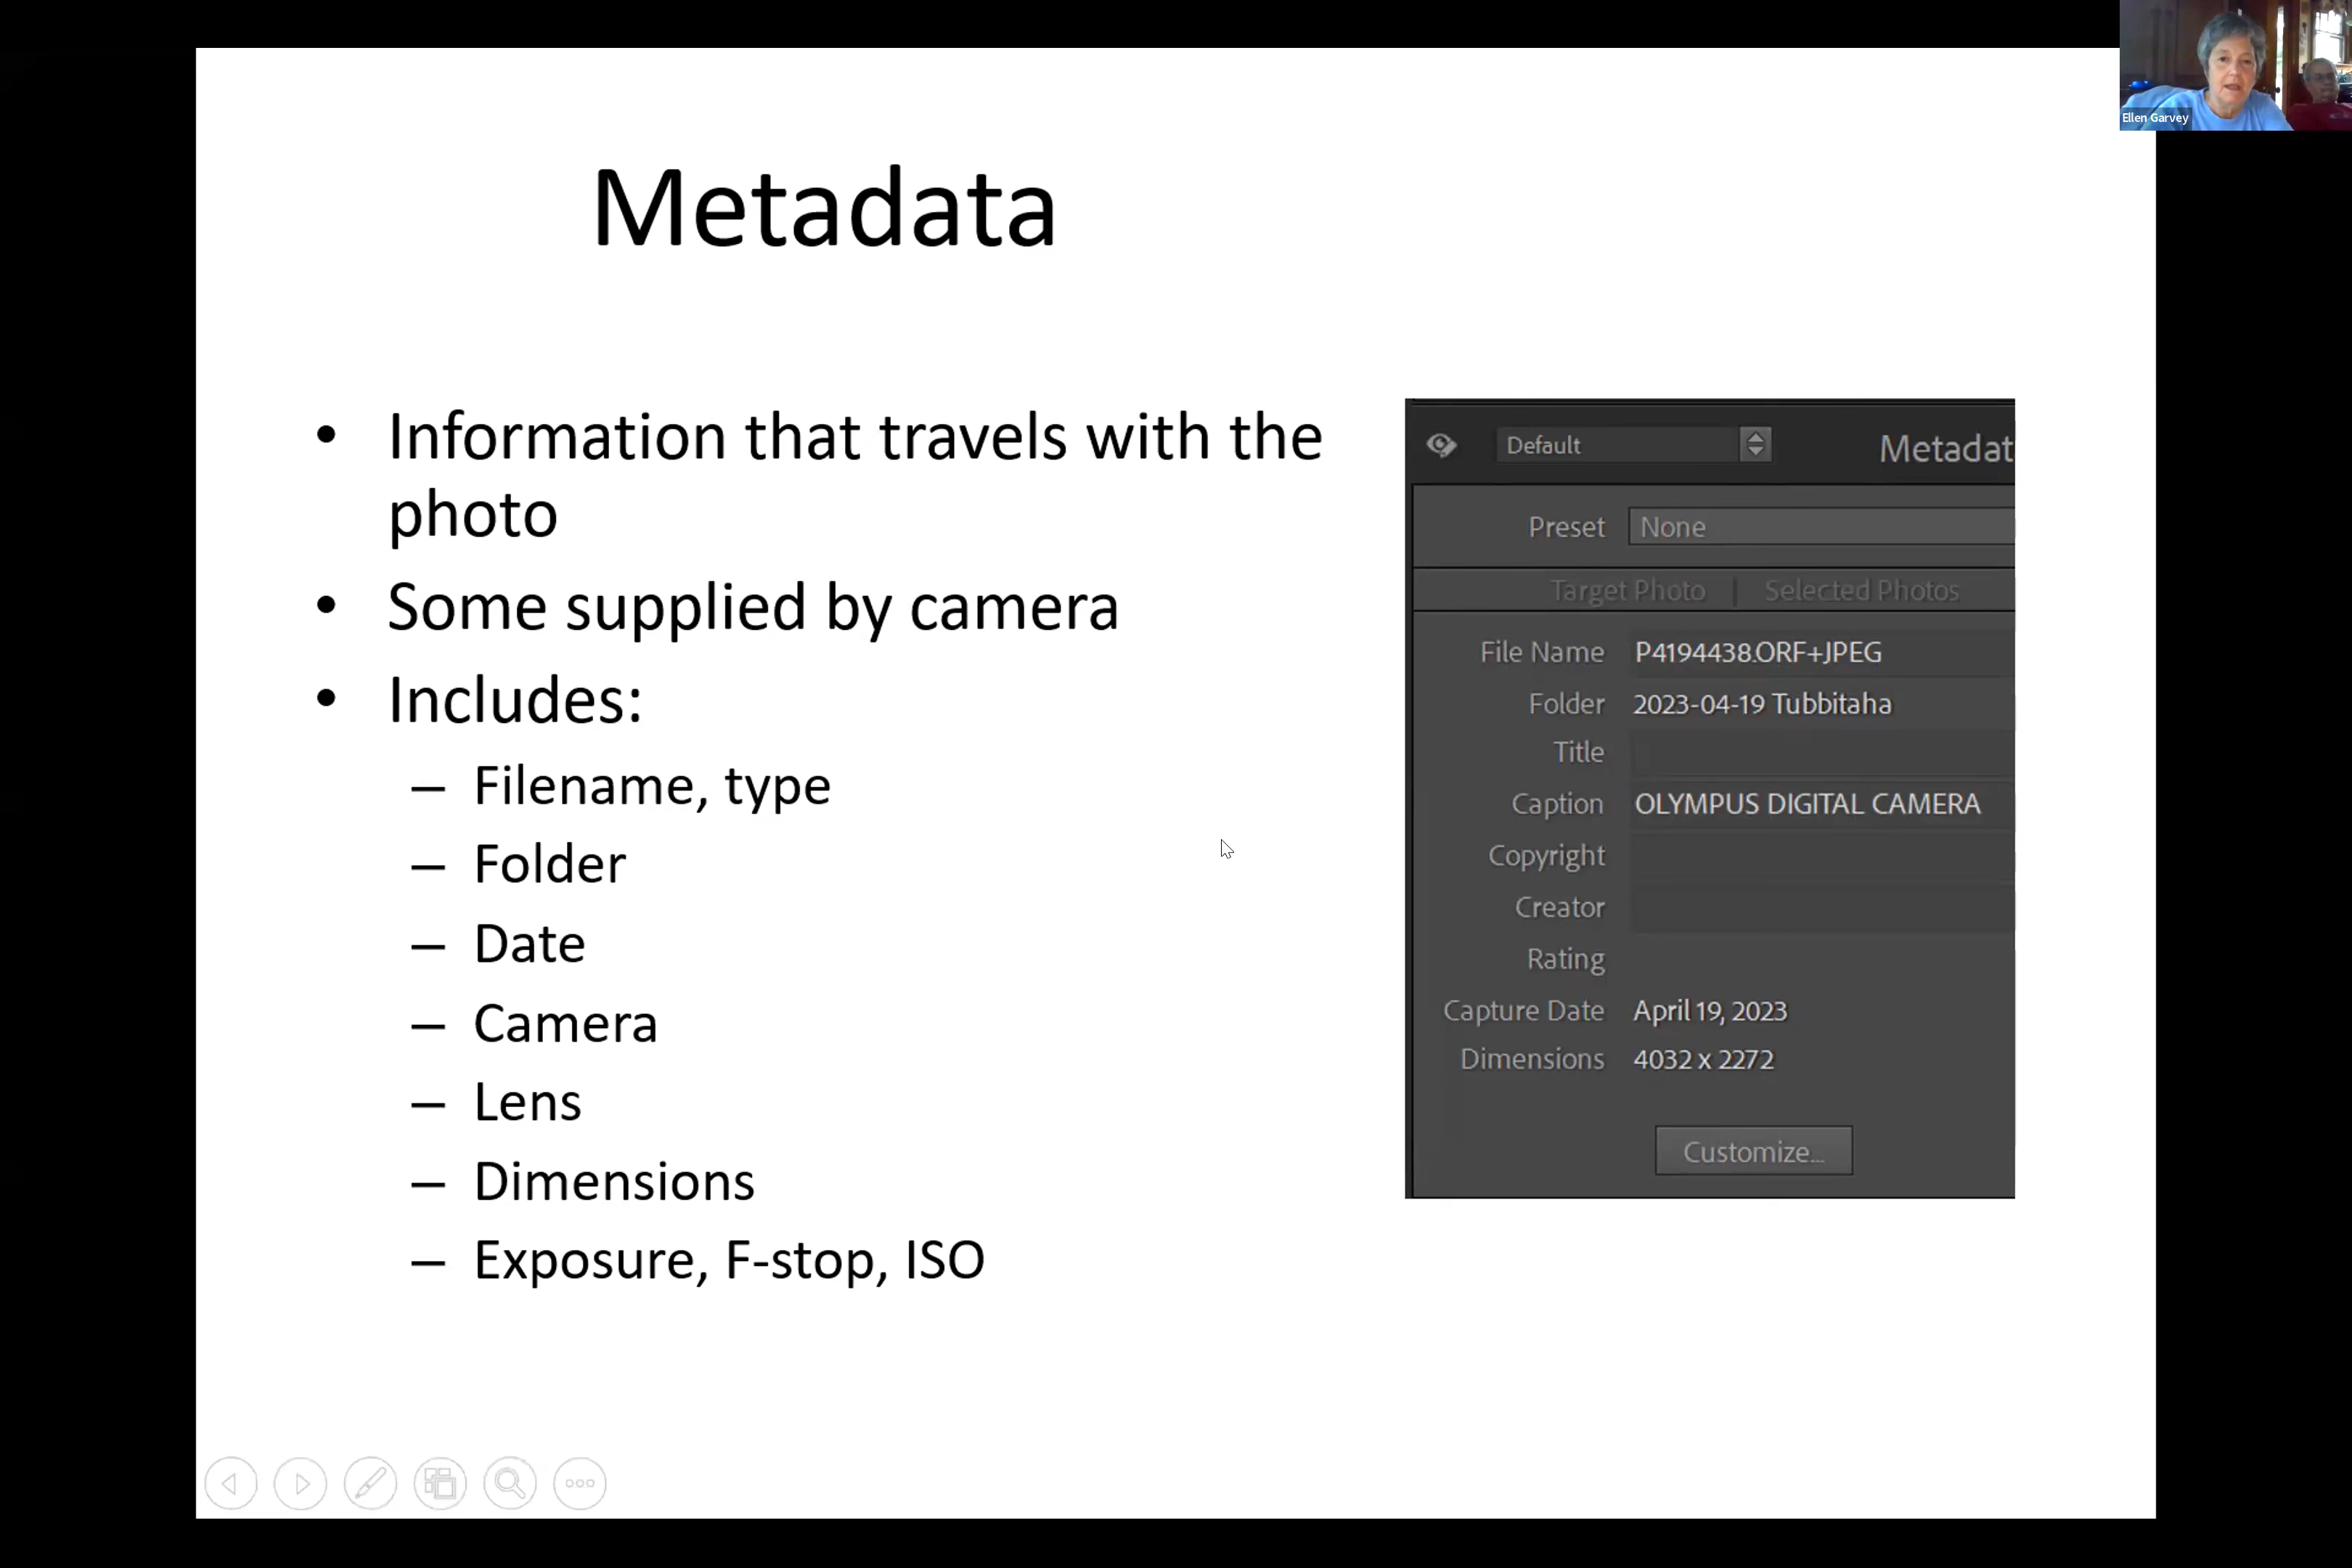 Ellen Garvey
Metadata
• Information that travels with the
photo
• Some supplied by camera
• Includes:
– Filename, type
– Folder
– Date
– Camera
– Lens
– Dimensions
– Exposure, F-stop, ISO
Default Metadat
Preset None
Target Photo | Selected Photos
File Name P4194438.ORF+JPEG
Folder 2023-04-19 Tubbitaha
Title
Caption OLYMPUS DIGITAL CAMERA
Copyright
Creator
Rating
Capture Date April 19, 2023
Dimensions 4032 x 2272
Customize...